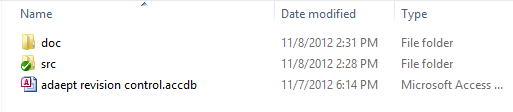 Name Date modified Type
doc 11/8/2012 2:31 PM File folder
src 11/8/2012 2:28 PM File folder
adaept revision control.accdb 11/7/2012 6:14 PM Microsoft Access ...